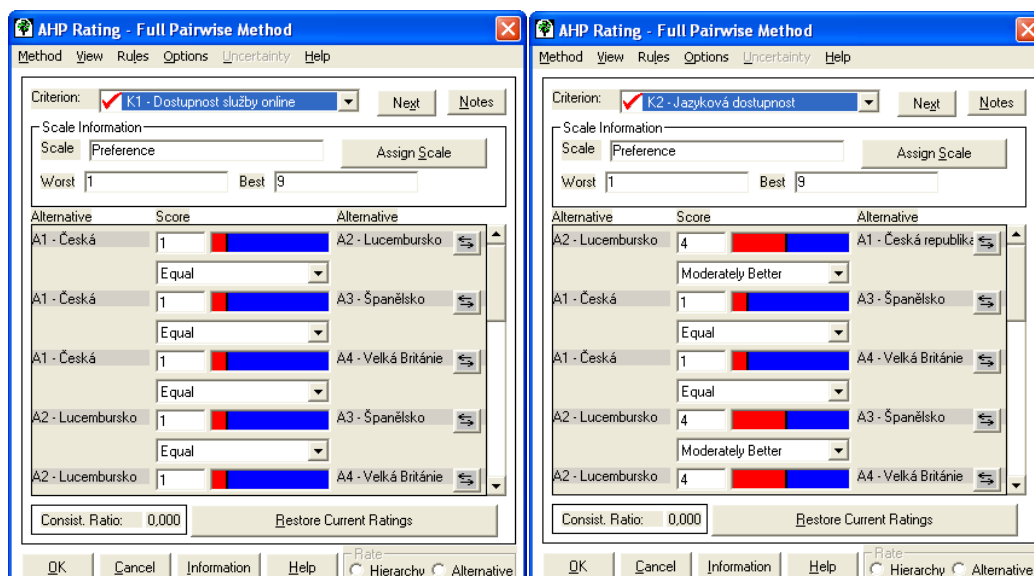 AHP Rating - Full Pairwise Method
Method View Rules Options Uncertainty Help
Criterion: K1 - Dostupnost služby online Next Notes
Scale Information
Scale Preference Assign Scale
Worst 1 Best 9
Alternative Score Alternative
A1 - Česká 1 A2 - Lucembursko
Equal
A1 - Česká 1 A3 - Španělsko
Equal
A1 - Česká 1 A4 - Velká Británie
Equal
A2 - Lucembursko 1 A3 - Španělsko
Equal
A2 - Lucembursko 1 A4 - Velká Británie
Consist. Ratio: 0,000 Restore Current Ratings
OK Cancel Information Help Rate Hierarchy Alternative
AHP Rating - Full Pairwise Method
Method View Rules Options Uncertainty Help
Criterion: K2 - Jazyková dostupnost Next Notes
Scale Information
Scale Preference Assign Scale
Worst 1 Best 9
Alternative Score Alternative
A2 - Lucembursko 4 A1 - Česká republika
Moderately Better
A1 - Česká 1 A3 - Španělsko
Equal
A1 - Česká 1 A4 - Velká Británie
Equal
A2 - Lucembursko 4 A3 - Španělsko
Moderately Better
A2 - Lucembursko 4 A4 - Velká Británie
Consist. Ratio: 0,000 Restore Current Ratings
OK Cancel Information Help Rate Hierarchy Alternative